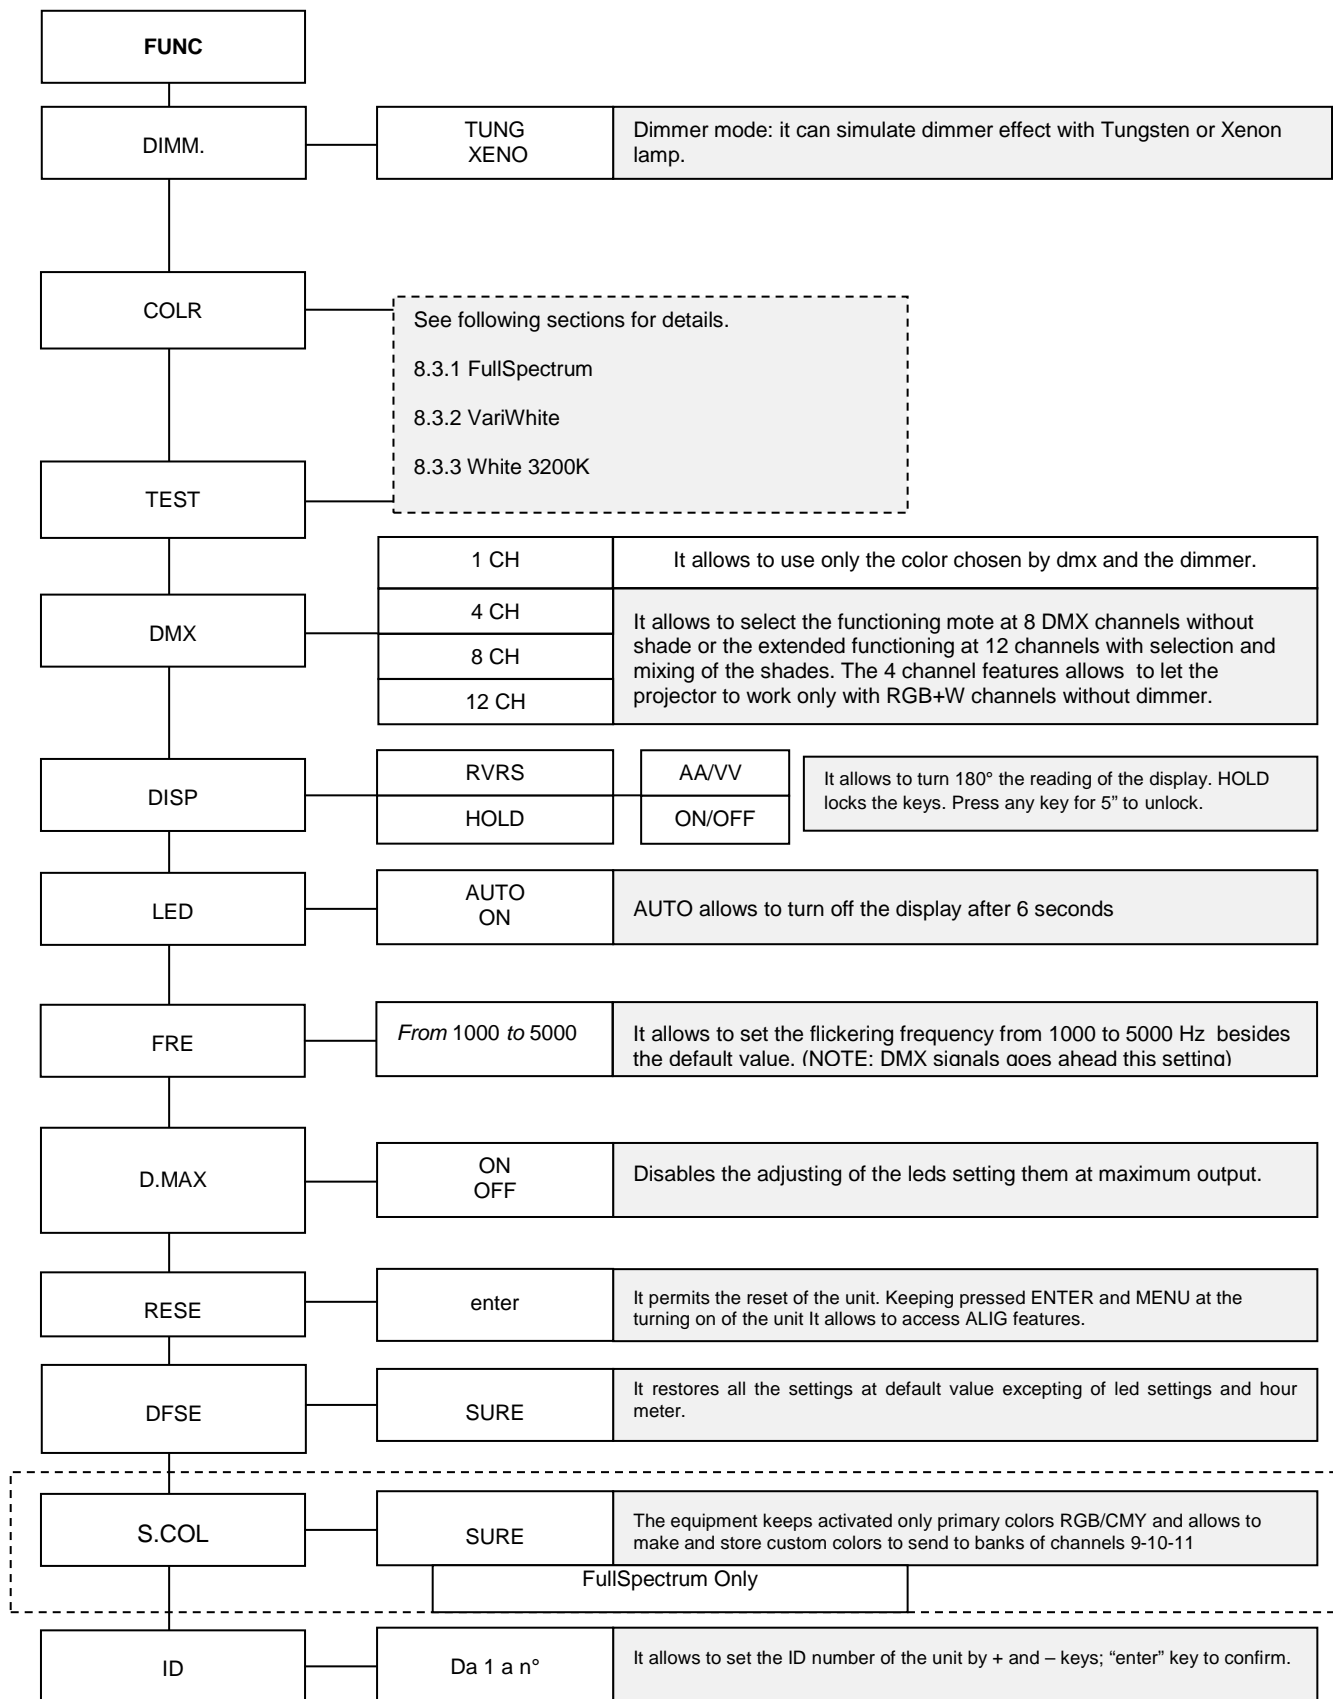 FUNC
DIMM.
TUNG
XENO
Dimmer mode: it can simulate dimmer effect with Tungsten or Xenon
lamp.
COLR
See following sections for details.
8.3.1 FullSpectrum
8.3.2 VariWhite
8.3.3 White 3200K
TEST
DMX
1 CH
It allows to use only the color chosen by dmx and the dimmer.
4 CH
8 CH
12 CH
It allows to select the functioning mote at 8 DMX channels without
shade or the extended functioning at 12 channels with selection and
mixing of the shades. The 4 channel features allows to let the
projector to work only with RGB+W channels without dimmer.
DISP
RVRS
AA/VV
HOLD
ON/OFF
It allows to turn 180° the reading of the display. HOLD
locks the keys. Press any key for 5” to unlock.
LED
AUTO
ON
AUTO allows to turn off the display after 6 seconds
FRE
From 1000 to 5000
It allows to set the flickering frequency from 1000 to 5000 Hz besides
the default value. (NOTE: DMX signals goes ahead this setting)
D.MAX
ON
OFF
Disables the adjusting of the leds setting them at maximum output.
RESE
enter
It permits the reset of the unit. Keeping pressed ENTER and MENU at the
turning on of the unit It allows to access ALIG features.
DFSE
SURE
It restores all the settings at default value excepting of led settings and hour
meter.
S.COL
SURE
The equipment keeps activated only primary colors RGB/CMY and allows to
make and store custom colors to send to banks of channels 9-10-11
FullSpectrum Only
ID
Da 1 a n°
It allows to set the ID number of the unit by + and – keys; “enter” key to confirm.